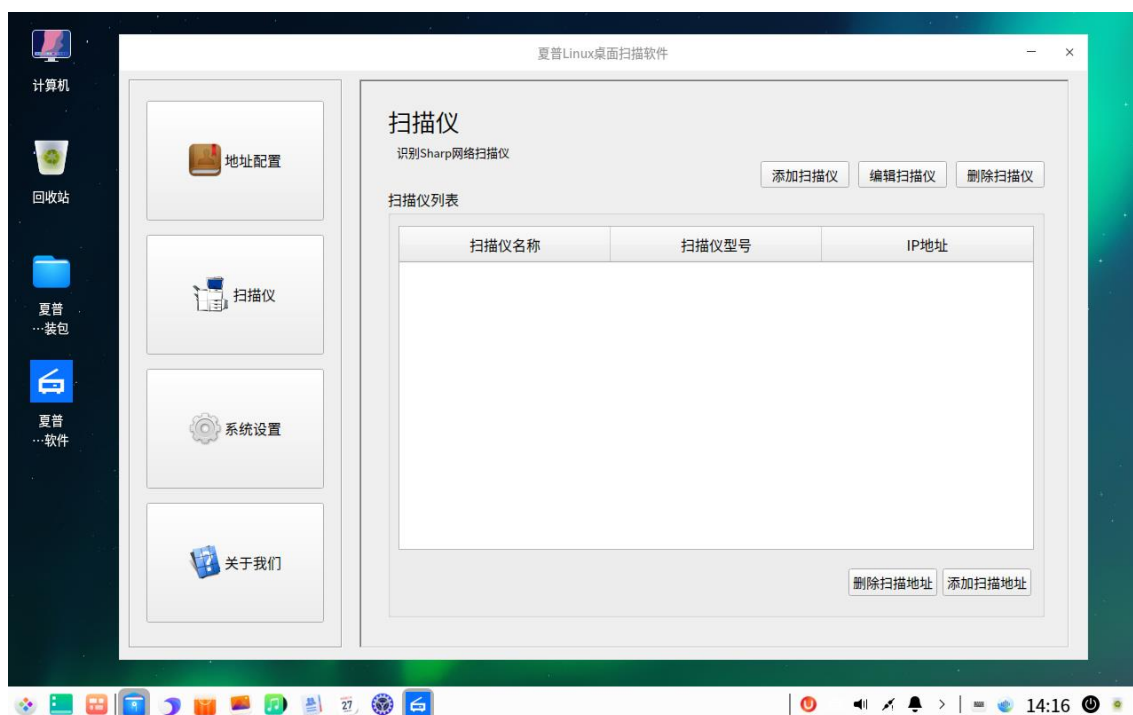 夏普Linux桌面扫描软件
计算机
回收站
夏普
…装包
夏普
…软件
地址配置
扫描仪
系统设置
关于我们
扫描仪
识别Sharp网络扫描仪
添加扫描仪 编辑扫描仪 删除扫描仪
扫描仪列表
扫描仪名称 扫描仪型号 IP地址
删除扫描地址 添加扫描地址
27
14:16